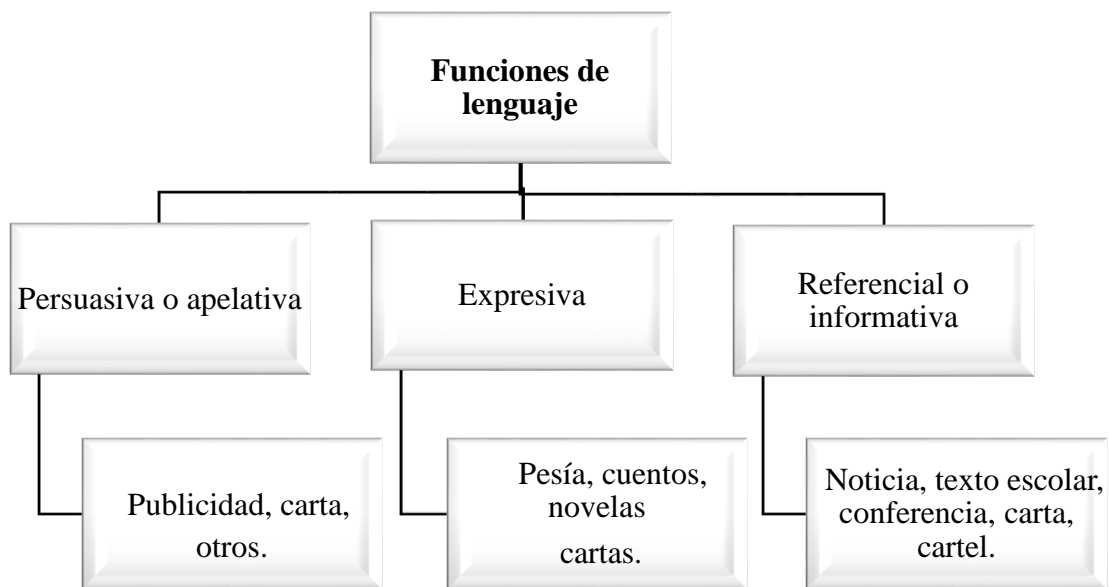 Funciones de
lenguaje
Persuasiva o apelativa
Expresiva
Referencial o
informativa
Publicidad, carta,
otros.
Pesía, cuentos,
novelas
cartas.
Noticia, texto escolar,
conferencia, carta,
cartel.